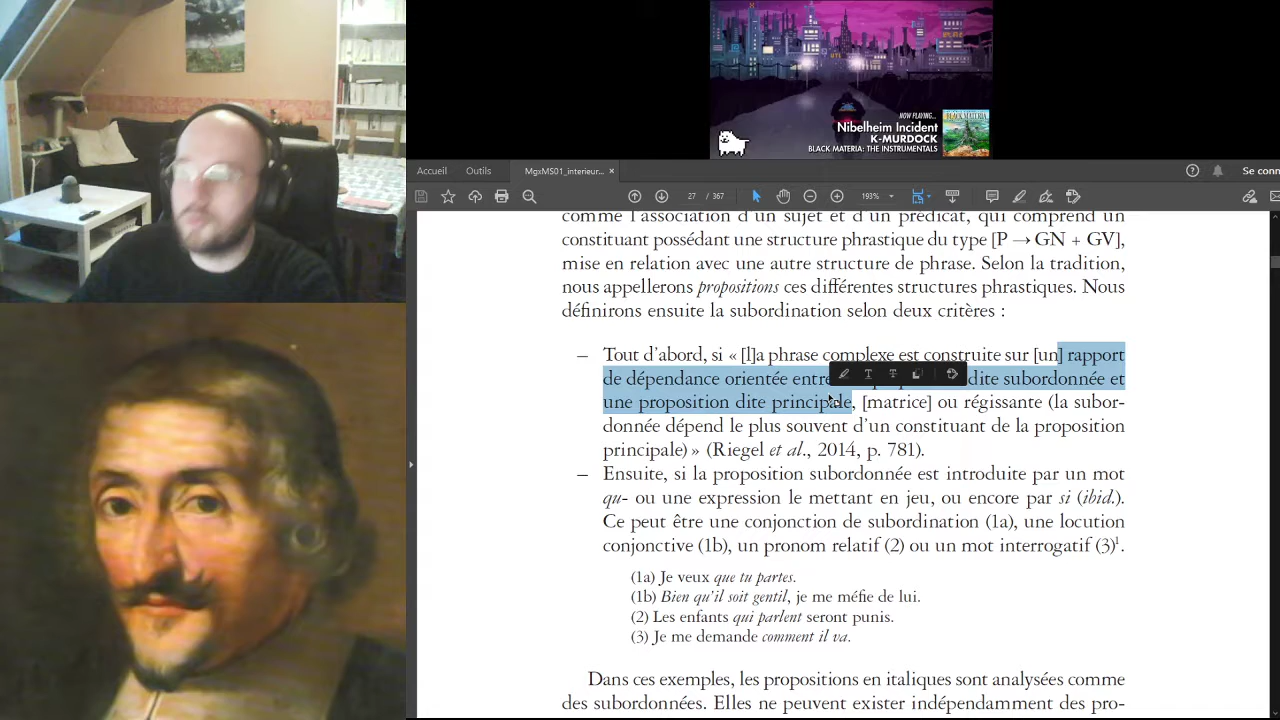 NOW PLAYING...
Nibelheim Incident
K-MURDOCK
BLACK MATERIA: THE INSTRUMENTALS
BLACK MATERIA
Accueil Outils MgxMS01_interieur... × Se conn
27 / 367 193%
comme l'association d'un sujet et d'un prédicat, qui comprend un
constituant possédant une structure phrastique du type [P → GN + GV],
mise en relation avec une autre structure de phrase. Selon la tradition,
nous appellerons propositions ces différentes structures phrastiques. Nous
définirons ensuite la subordination selon deux critères :
– Tout d'abord, si « [l]a phrase complexe est construite sur [un] rapport
de dépendance orientée entre dite subordonnée et
une proposition dite principale, [matrice] ou régissante (la subor-
donnée dépend le plus souvent d'un constituant de la proposition
principale) » (Riegel et al., 2014, p. 781).
– Ensuite, si la proposition subordonnée est introduite par un mot
qu- ou une expression le mettant en jeu, ou encore par si (ibid.).
Ce peut être une conjonction de subordination (1a), une locution
conjonctive (1b), un pronom relatif (2) ou un mot interrogatif (3)¹.
(1a) Je veux que tu partes.
(1b) Bien qu'il soit gentil, je me méfie de lui.
(2) Les enfants qui parlent seront punis.
(3) Je me demande comment il va.
Dans ces exemples, les propositions en italiques sont analysées comme
des subordonnées. Elles ne peuvent exister indépendamment des pro-